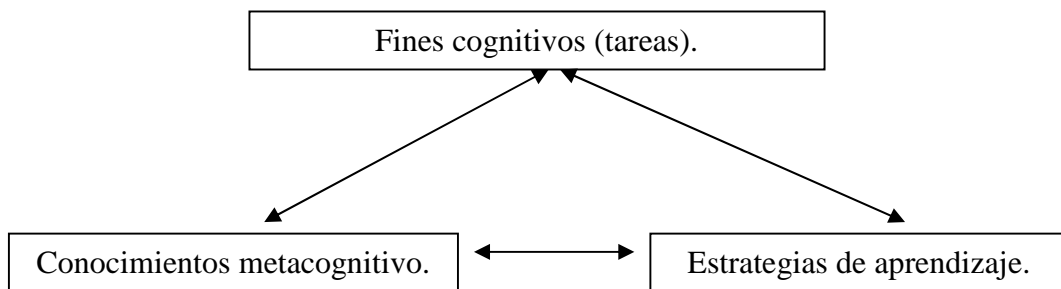 Fines cognitivos (tareas).
Conocimientos metacognitivo.
Estrategias de aprendizaje.